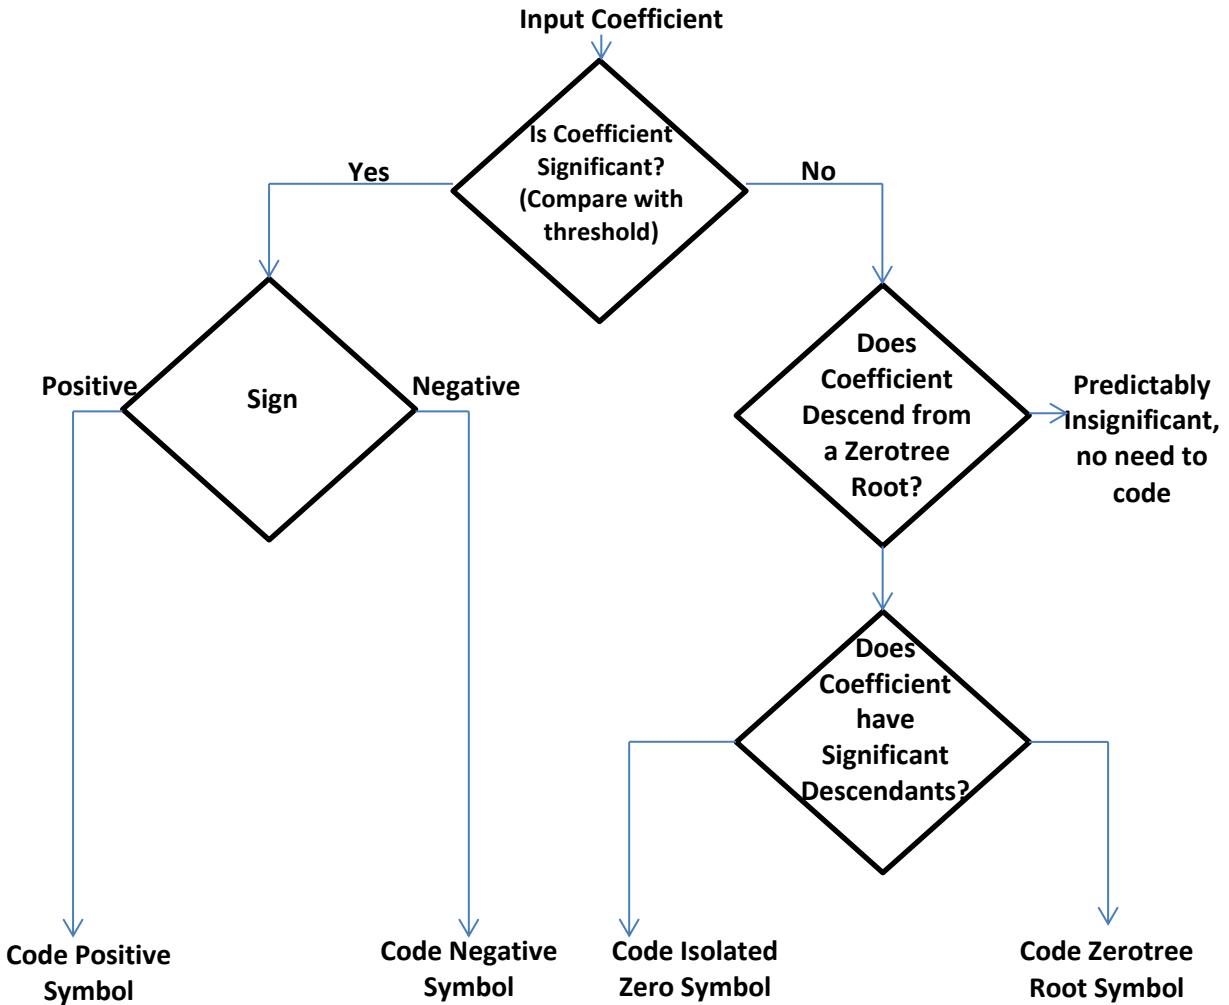 Input Coefficient
Is Coefficient
Significant?
(Compare with
threshold)
Yes
No
Sign
Positive
Negative
Does
Coefficient
Descend from
a Zerotree
Root?
Predictably
Insignificant,
no need to
code
Does
Coefficient
have
Significant
Descendants?
Code Positive
Symbol
Code Negative
Symbol
Code Isolated
Zero Symbol
Code Zerotree
Root Symbol